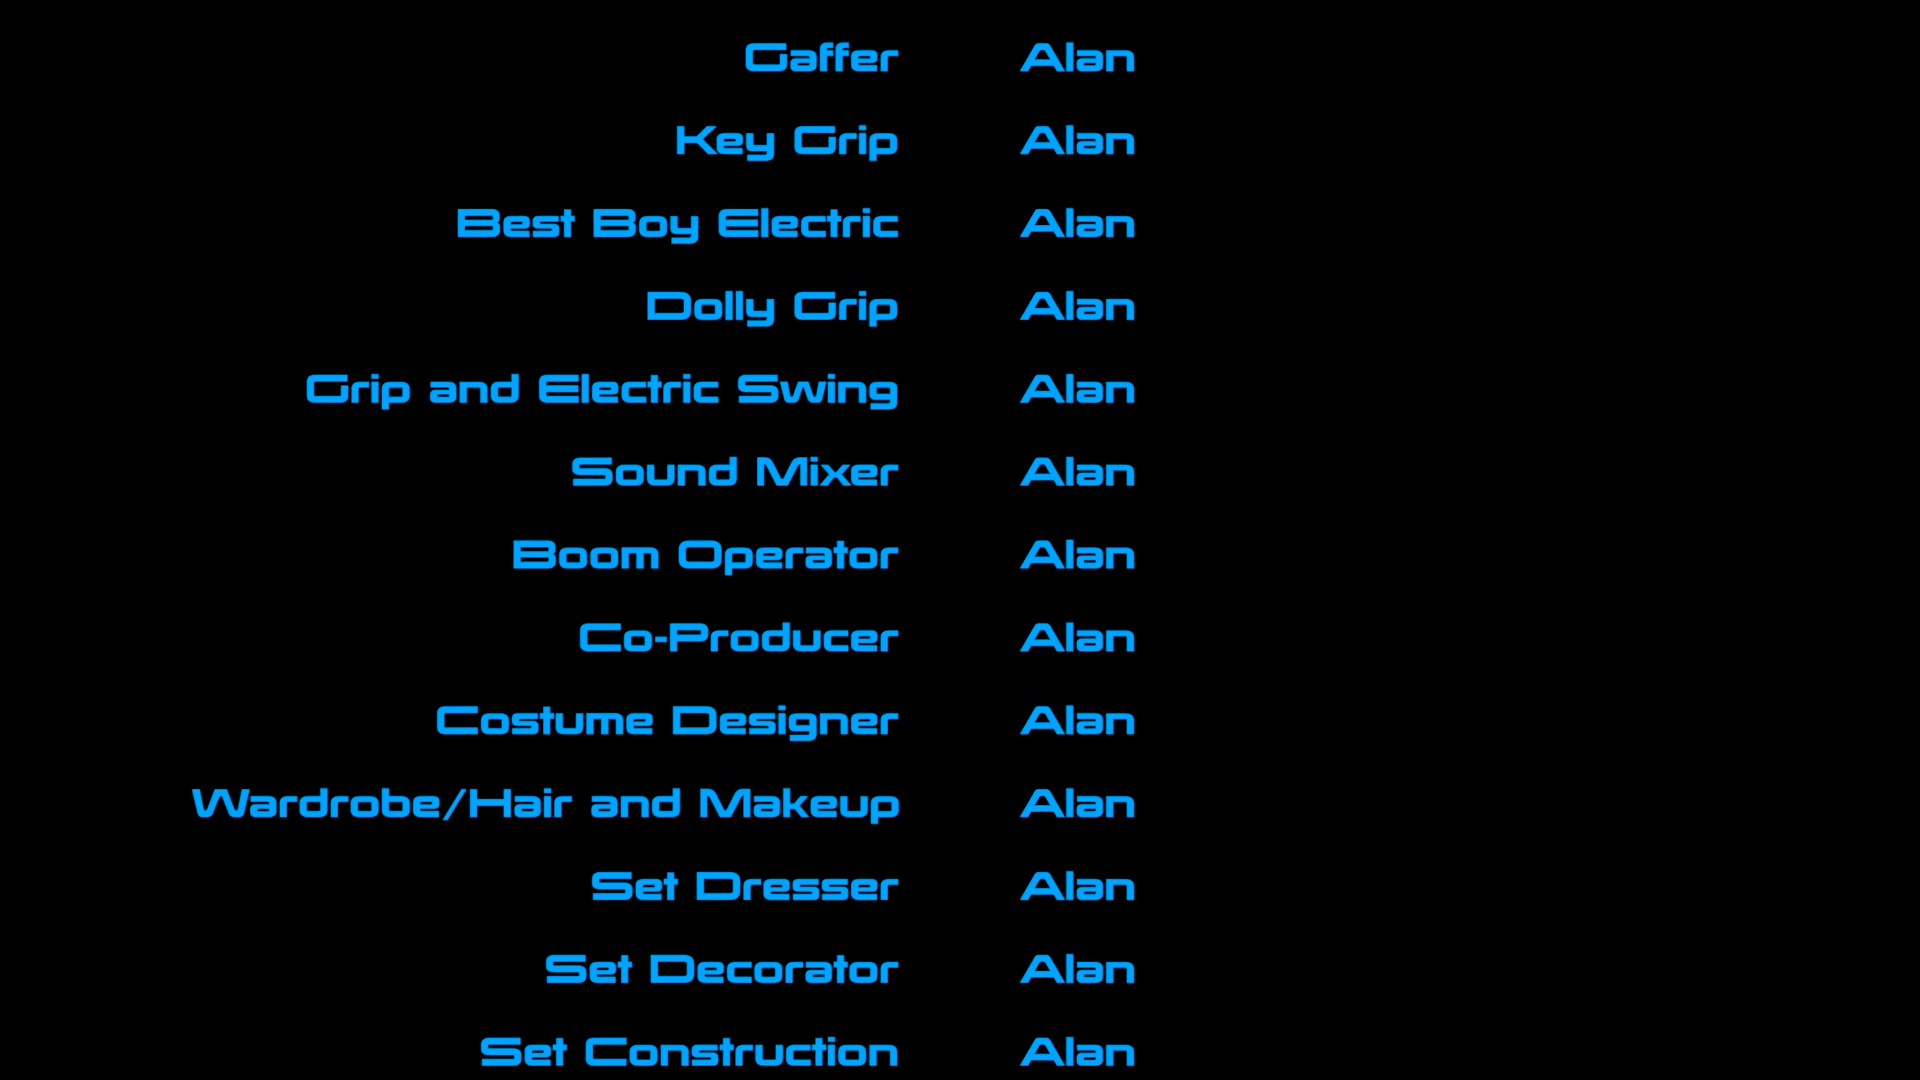 Gaffer Alan
Key Grip Alan
Best Boy Electric Alan
Dolly Grip Alan
Grip and Electric Swing Alan
Sound Mixer Alan
Boom Operator Alan
Co-Producer Alan
Costume Designer Alan
Wardrobe/Hair and Makeup Alan
Set Dresser Alan
Set Decorator Alan
Set Construction Alan